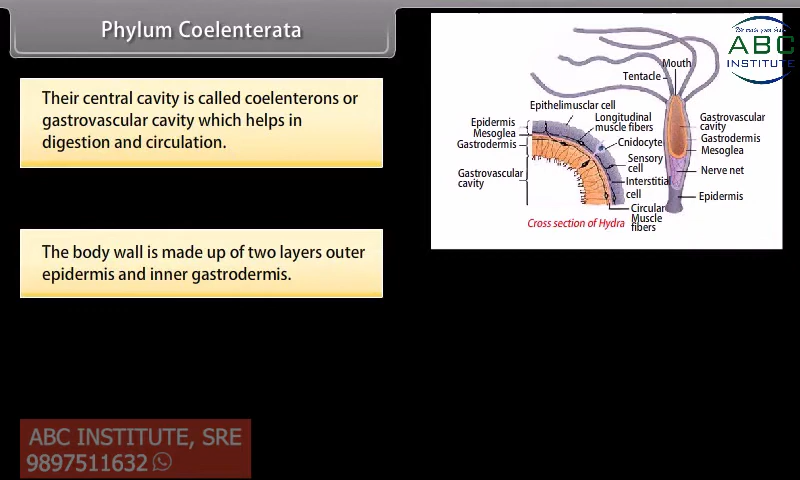 Phylum Coelenterata
Their central cavity is called coelenterons or
gastrovascular cavity which helps in
digestion and circulation.
The body wall is made up of two layers outer
epidermis and inner gastrodermis.
ABC
INSTITUTE
Mouth
Tentacle
Epithelimusclar cell
Longitudinal
muscle fibers
Epidermis
Mesoglea
Gastrodermis
Cnidocyte
Sensory
cell
Gastrovascular
cavity
Interstitial
cell
Circular
Muscle
fibers
Gastrovascular
cavity
Gastrodermis
Mesoglea
Nerve net
Epidermis
Cross section of Hydra
ABC INSTITUTE, SRE
9897511632